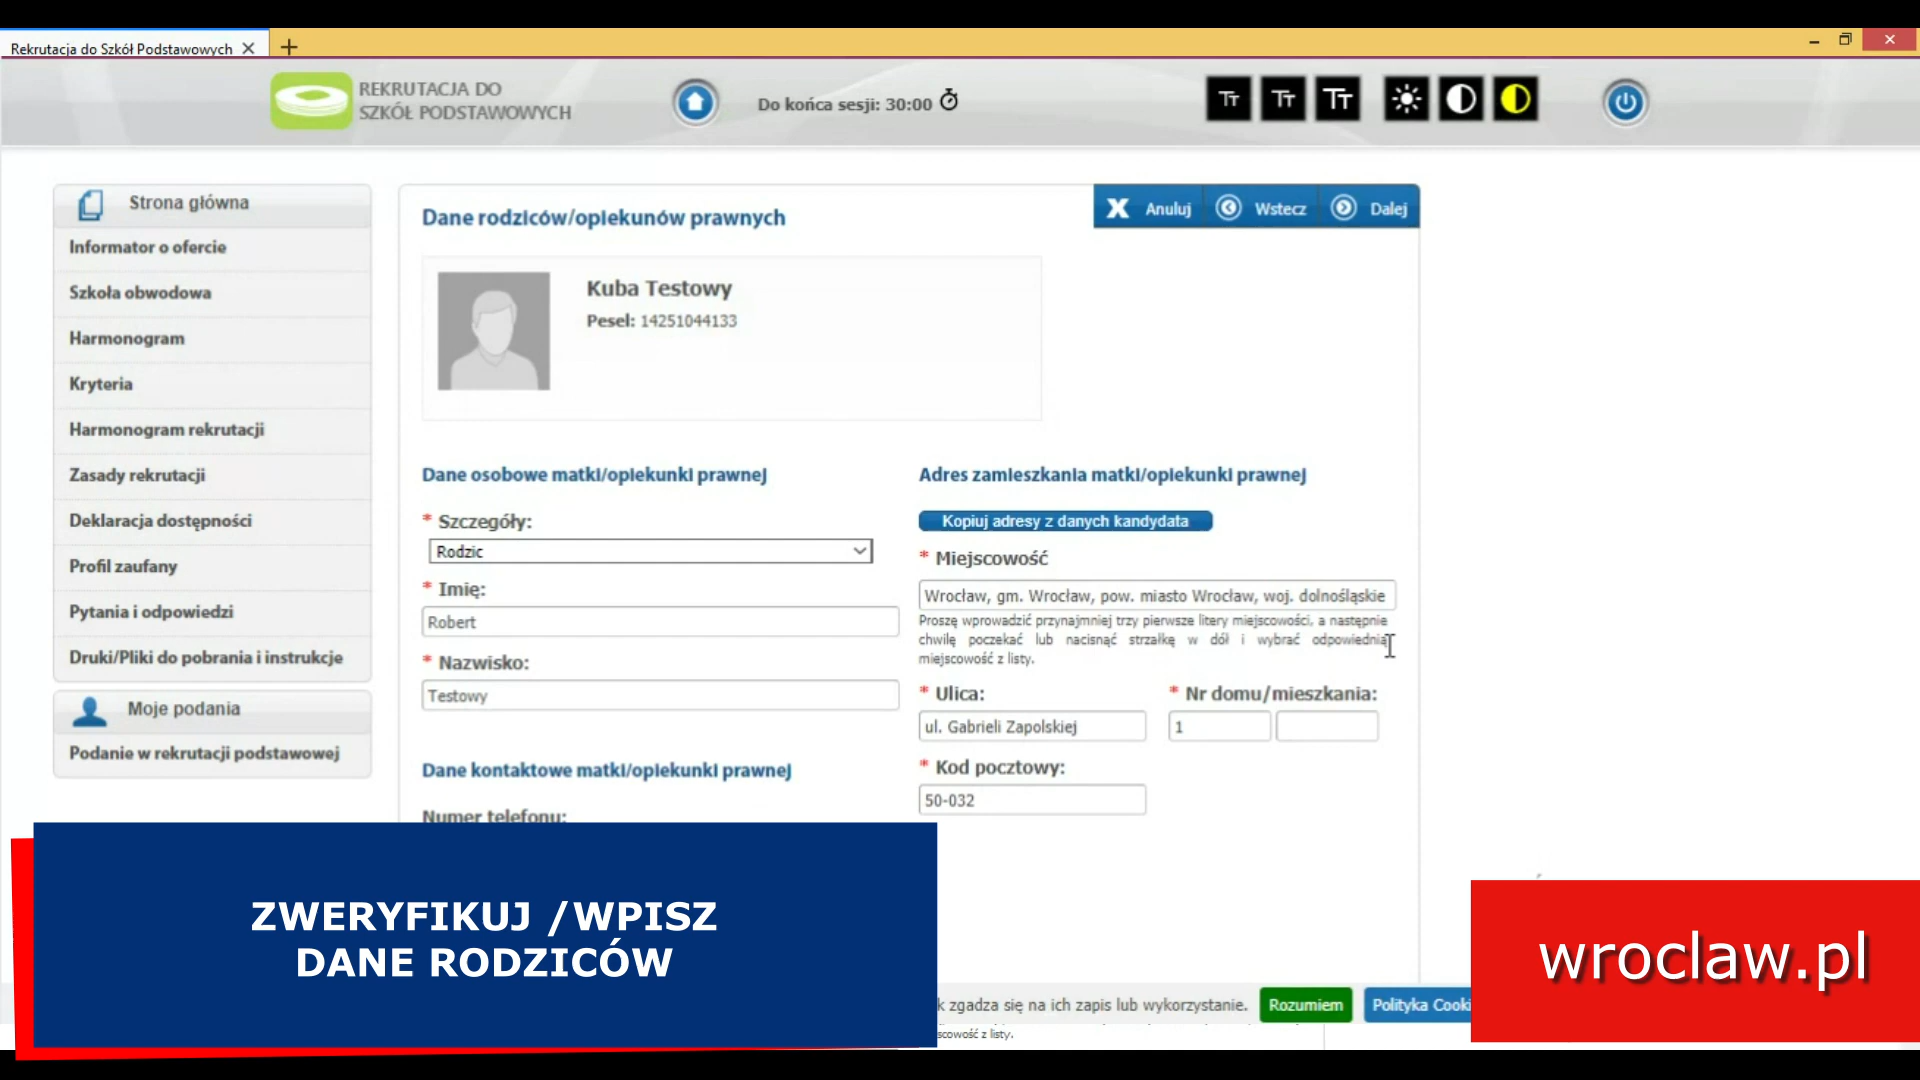 Rekrutacja do Szkół Podstawowych
REKRUTACJA DO
SZKÓŁ PODSTAWOWYCH
Do końca sesji: 30:00
TT TT TT
Strona główna
Informator o ofercie
Szkoła obwodowa
Harmonogram
Kryteria
Harmonogram rekrutacji
Zasady rekrutacji
Deklaracja dostępności
Profil zaufany
Pytania i odpowiedzi
Druki/Pliki do pobrania i instrukcje
Moje podania
Podanie w rekrutacji podstawowej
Dane rodziców/opiekunów prawnych
Anuluj Wstecz Dalej
Kuba Testowy
Pesel: 14251044133
Dane osobowe matki/opiekunki prawnej
* Szczegóły:
Rodzic
* Imię:
Robert
* Nazwisko:
Testowy
Dane kontaktowe matki/opiekunki prawnej
Numer telefonu:
Adres zamieszkania matki/opiekunki prawnej
Kopiuj adresy z danych kandydata
* Miejscowość
Wrocław, gm. Wrocław, pow. miasto Wrocław, woj. dolnośląskie
Proszę wprowadzić przynajmniej trzy pierwsze litery miejscowości, a następnie
chwilę poczekać lub nacisnąć strzałkę w dół i wybrać odpowiednią
miejscowość z listy.
* Ulica: * Nr domu/mieszkania:
ul. Gabrieli Zapolskiej 1
* Kod pocztowy:
50-032
ZWERYFIKUJ /WPISZ
DANE RODZICÓW
k zgadza się na ich zapis lub wykorzystanie. Rozumiem Polityka Cooki
scowość z listy.
wroclaw.pl